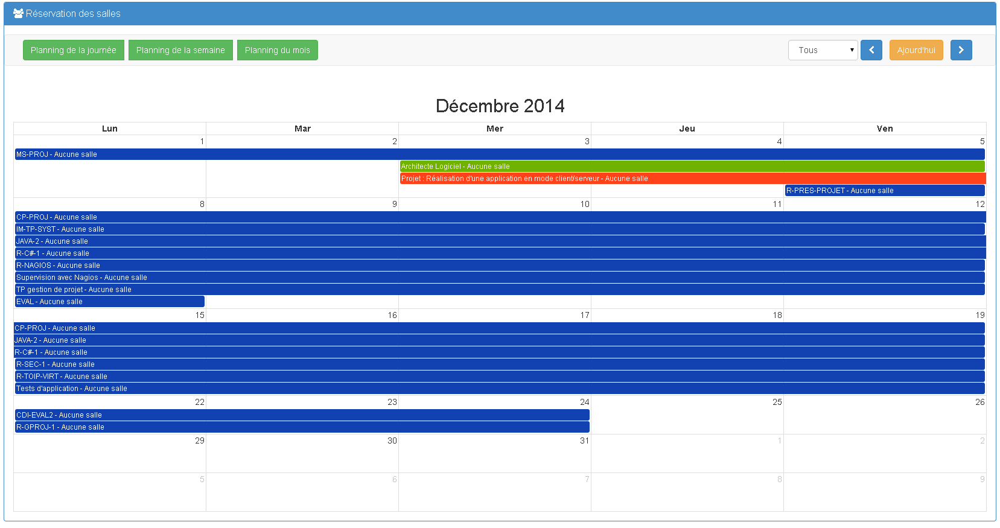 Réservation des salles
Planning de la journée Planning de la semaine Planning du mois Tous Ajourd'hui
Décembre 2014
Lun Mar Mer Jeu Ven
1 2 3 4 5
MS-PROJ - Aucune salle
Architecte Logiciel - Aucune salle
Projet : Réalisation d'une application en mode client/serveur - Aucune salle
R-PRES-PROJET - Aucune salle
8 9 10 11 12
CP-PROJ - Aucune salle
IM-TP-SYST - Aucune salle
JAVA-2 - Aucune salle
R-C#-1 - Aucune salle
R-NAGIOS - Aucune salle
Supervision avec Nagios - Aucune salle
TP gestion de projet - Aucune salle
EVAL - Aucune salle
15 16 17 18 19
CP-PROJ - Aucune salle
JAVA-2 - Aucune salle
R-C#-1 - Aucune salle
R-SEC-1 - Aucune salle
R-TOIP-VIRT - Aucune salle
Tests d'application - Aucune salle
22 23 24 25 26
CDI-EVAL2 - Aucune salle
R-GPROJ-1 - Aucune salle
29 30 31 1 2
5 6 7 8 9